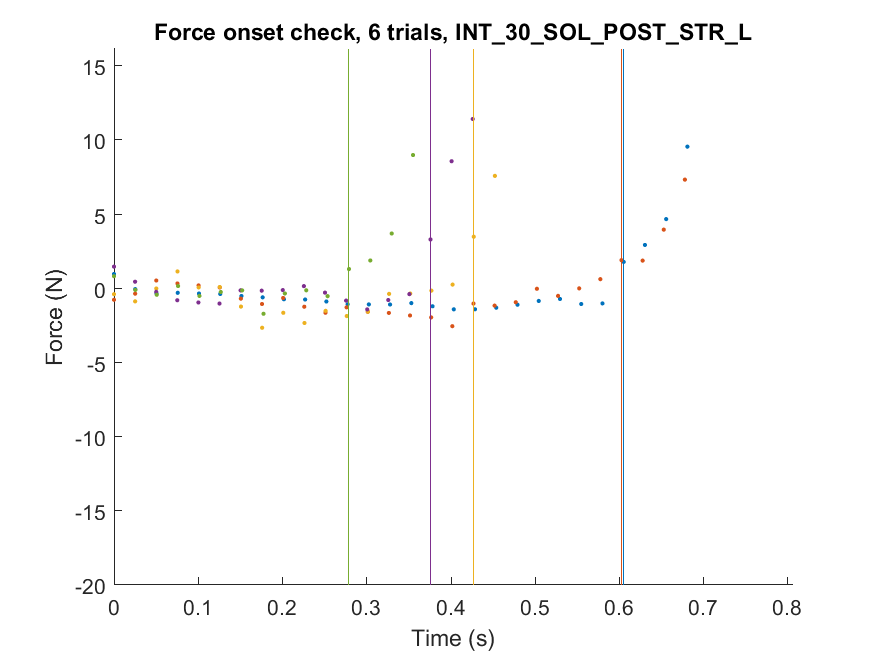 Force onset check, 6 trials, INT_30_SOL_POST_STR_L
15
10
5
0
-5
-10
-15
-20
Force (N)
0 0.1 0.2 0.3 0.4 0.5 0.6 0.7 0.8
Time (s)